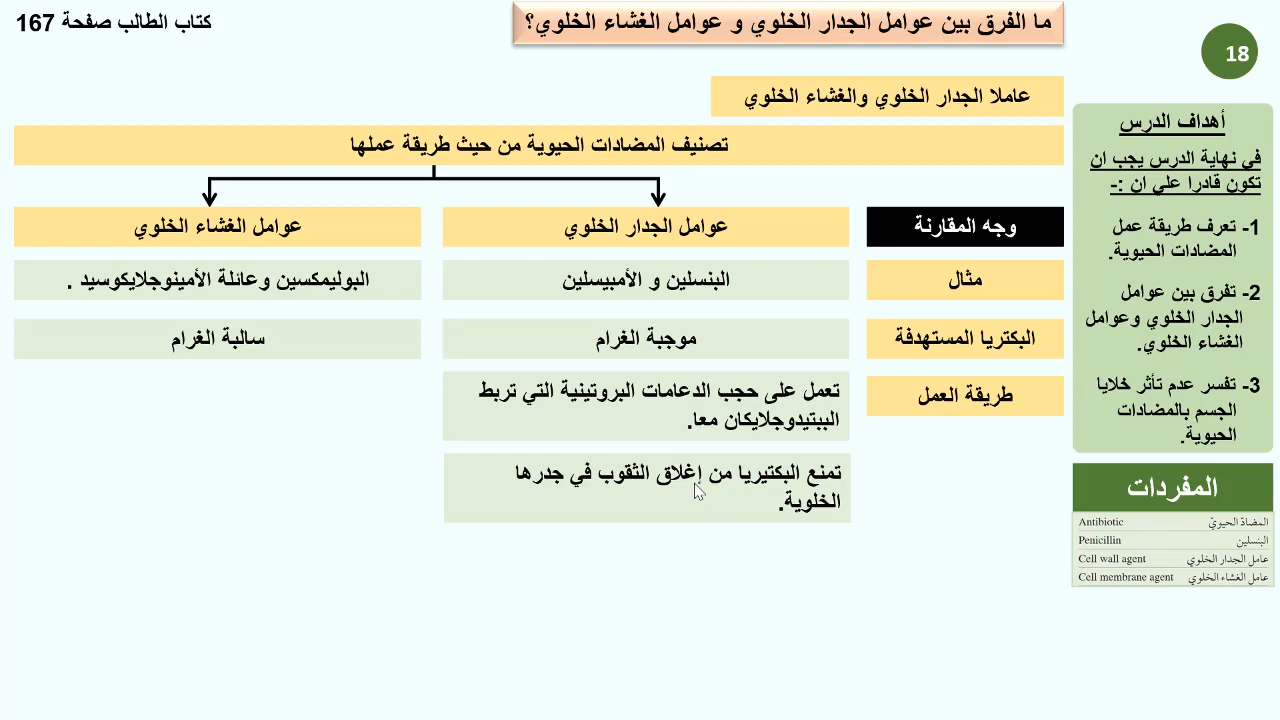 ما الفرق بين عوامل الجدار الخلوي و عوامل الغشاء الخلوي؟
كتاب الطالب صفحة 167
18
عاملا الجدار الخلوي والغشاء الخلوي
تصنيف المضادات الحيوية من حيث طريقة عملها
وجه المقارنة
عوامل الجدار الخلوي
عوامل الغشاء الخلوي
مثال
البنسلين و الأمبيسلين
البوليمكسين وعائلة الأمينوجلايكوسيد .
البكتريا المستهدفة
موجبة الغرام
سالبة الغرام
طريقة العمل
تعمل على حجب الدعامات البروتينية التي تربط
الببتيدوجلايكان معا.
تمنع البكتيريا من إغلاق الثقوب في جدرها
الخلوية.
أهداف الدرس
في نهاية الدرس يجب ان
تكون قادرا علي ان :-
1- تعرف طريقة عمل
المضادات الحيوية.
2- تفرق بين عوامل
الجدار الخلوي وعوامل
الغشاء الخلوي.
3- تفسر عدم تأثر خلايا
الجسم بالمضادات
الحيوية.
المفردات
المضادّ الحيويّ Antibiotic
البنسلين Penicillin
عامل الجدار الخلوي Cell wall agent
عامل الغشاء الخلوي Cell membrane agent